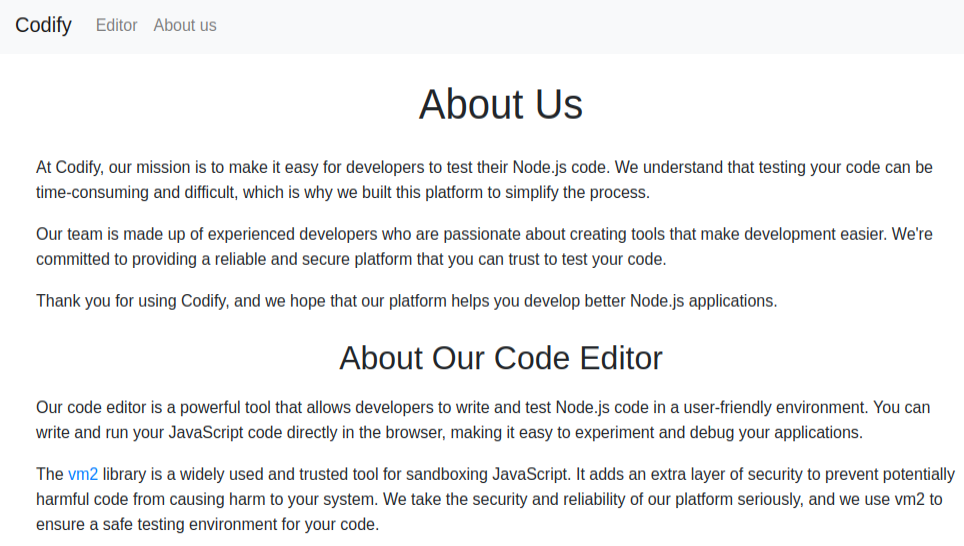 Codify Editor About us
About Us
At Codify, our mission is to make it easy for developers to test their Node.js code. We understand that testing your code can be
time-consuming and difficult, which is why we built this platform to simplify the process.
Our team is made up of experienced developers who are passionate about creating tools that make development easier. We're
committed to providing a reliable and secure platform that you can trust to test your code.
Thank you for using Codify, and we hope that our platform helps you develop better Node.js applications.
About Our Code Editor
Our code editor is a powerful tool that allows developers to write and test Node.js code in a user-friendly environment. You can
write and run your JavaScript code directly in the browser, making it easy to experiment and debug your applications.
The vm2 library is a widely used and trusted tool for sandboxing JavaScript. It adds an extra layer of security to prevent potentially
harmful code from causing harm to your system. We take the security and reliability of our platform seriously, and we use vm2 to
ensure a safe testing environment for your code.